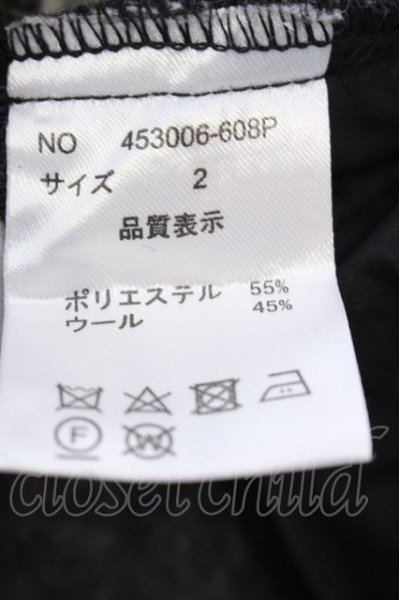 NO 453006-608P
サイズ 2
品質表示
ポリエステル 55%
ウール 45%
F W
closet child